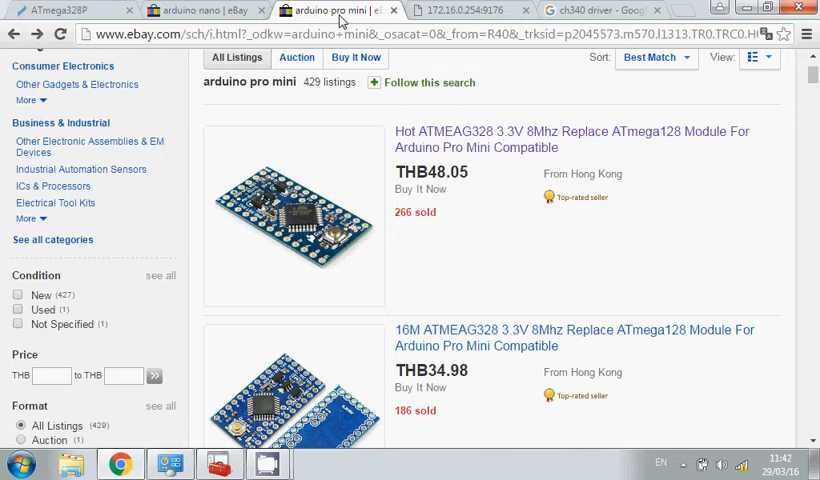 ATmega328P
arduino nano | eBay
arduino pro mini | eB
172.16.0.254:9176
ch340 driver - Goog
www.ebay.com/sch/i.html?_odkw=arduino+mini&_osacat=0&_from=R40&_trksid=p2045573.m570.l1313.TR0.TRC0.H
Consumer Electronics
Other Gadgets & Electronics
More
Business & Industrial
Other Electronic Assemblies & EM
Devices
Industrial Automation Sensors
ICs & Processors
Electrical Tool Kits
More
See all categories
Condition
see all
New (427)
Used (1)
Not Specified (1)
Price
THB
to THB
>>
Format
see all
All Listings (429)
Auction (1)
All Listings
Auction
Buy It Now
Sort:
Best Match
View:
arduino pro mini 429 listings
+ Follow this search
Hot ATMEAG328 3.3V 8Mhz Replace ATmega128 Module For
Arduino Pro Mini Compatible
THB48.05
From Hong Kong
Buy It Now
Top-rated seller
266 sold
16M ATMEAG328 3.3V 8Mhz Replace ATmega128 Module For
Arduino Pro Mini Compatible
THB34.98
From Hong Kong
Buy It Now
Top-rated seller
186 sold
EN
11:42
29/03/16